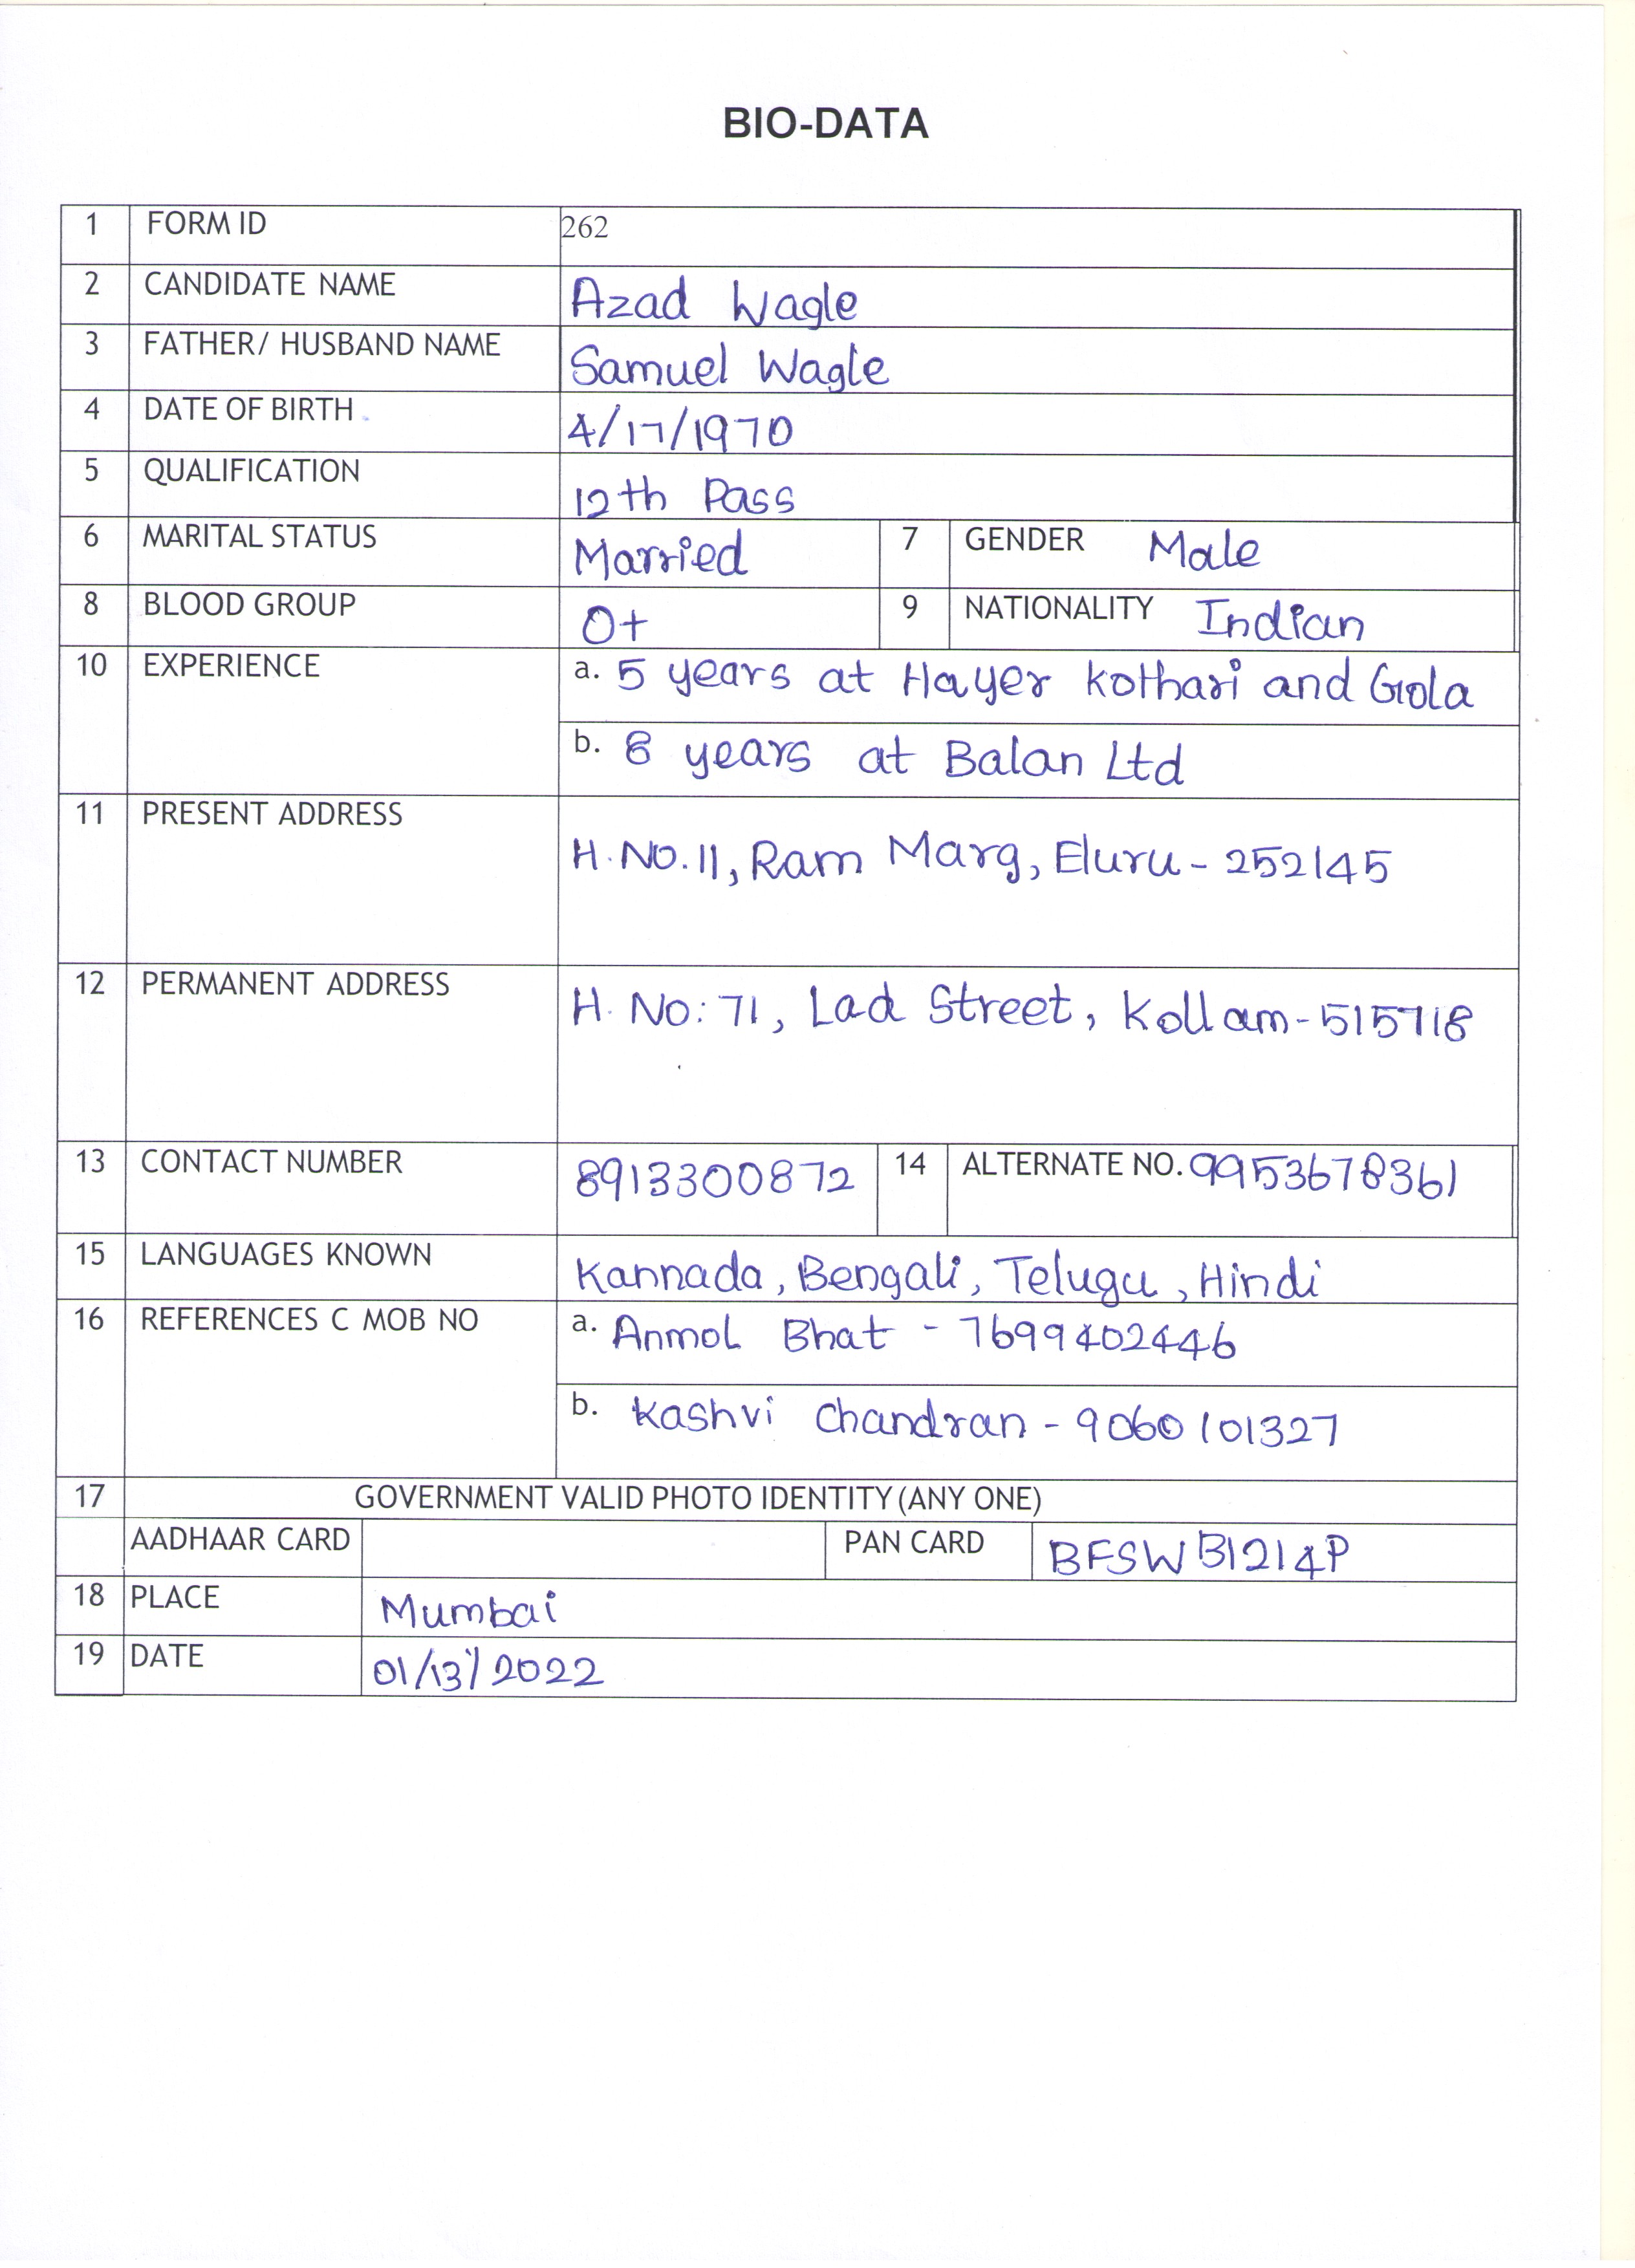 BIO-DATA
1 FORM ID 262
2 CANDIDATE NAME Azad Wagle
3 FATHER/ HUSBAND NAME Samuel Wagle
4 DATE OF BIRTH 4/17/1970
5 QUALIFICATION 12th Pass
6 MARITAL STATUS Married 7 GENDER Male
8 BLOOD GROUP O+ 9 NATIONALITY Indian
10 EXPERIENCE a. 5 years at Hayer Kothari and Gola
b. 8 years at Balan Ltd
11 PRESENT ADDRESS
H.No.11, Ram Marg, Eluru - 252145
12 PERMANENT ADDRESS H.No: 71, Lad Street, Kollam - 515718
13 CONTACT NUMBER 8913300872 14 ALTERNATE NO. 9953678361
15 LANGUAGES KNOWN Kannada, Bengali, Telugu, Hindi
16 REFERENCES C MOB NO a. Anmol Bhat - 7699402446
b. Kashvi Chandran - 9060101327
17 GOVERNMENT VALID PHOTO IDENTITY (ANY ONE)
AADHAAR CARD PAN CARD BFSWB1214P
18 PLACE Mumbai
19 DATE 01/13/2022